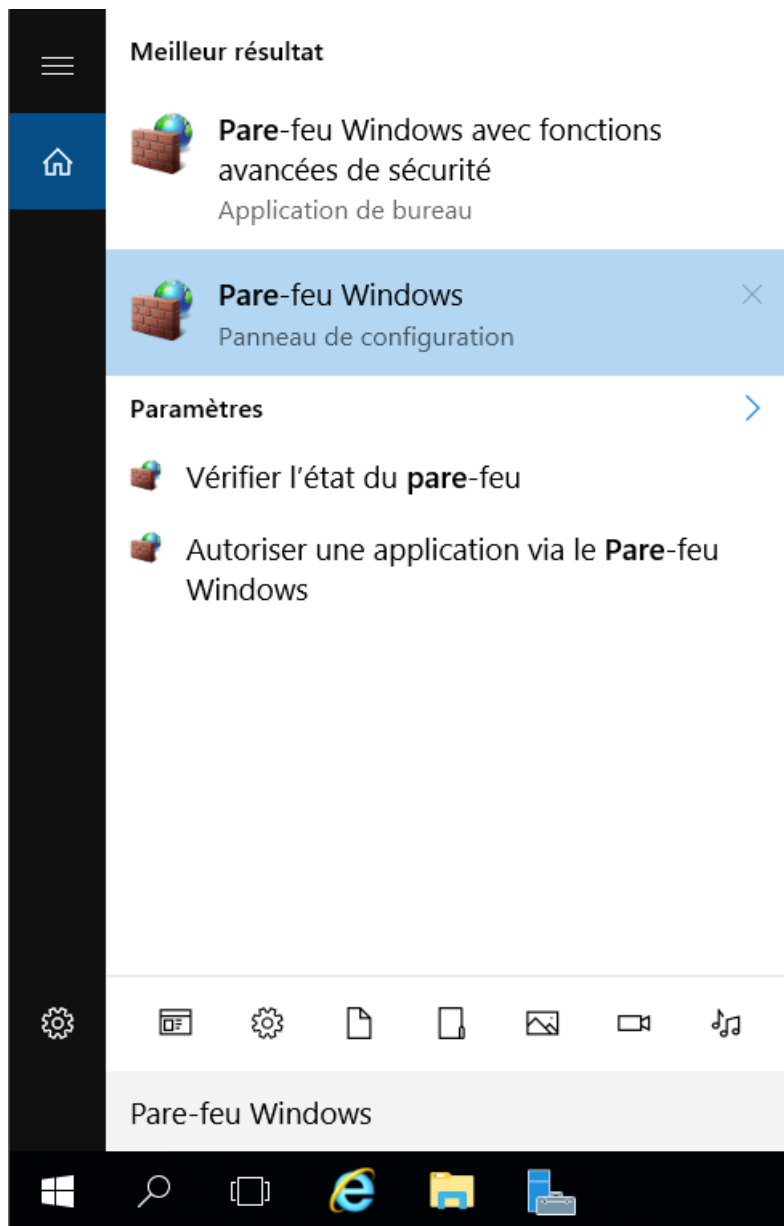 Meilleur résultat
Pare-feu Windows avec fonctions
avancées de sécurité
Application de bureau
Pare-feu Windows
Panneau de configuration
Paramètres
Vérifier l'état du pare-feu
Autoriser une application via le Pare-feu
Windows
Pare-feu Windows